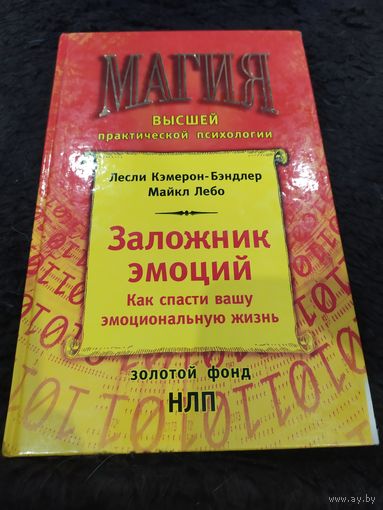 МАГИЯ
ВЫСШЕЙ
практической психологии
Лесли Кэмерон-Бэндлер
Майкл Лебо
Заложник
эмоций
Как спасти вашу
эмоциональную жизнь
золотой фонд
НЛП
www.ay.by